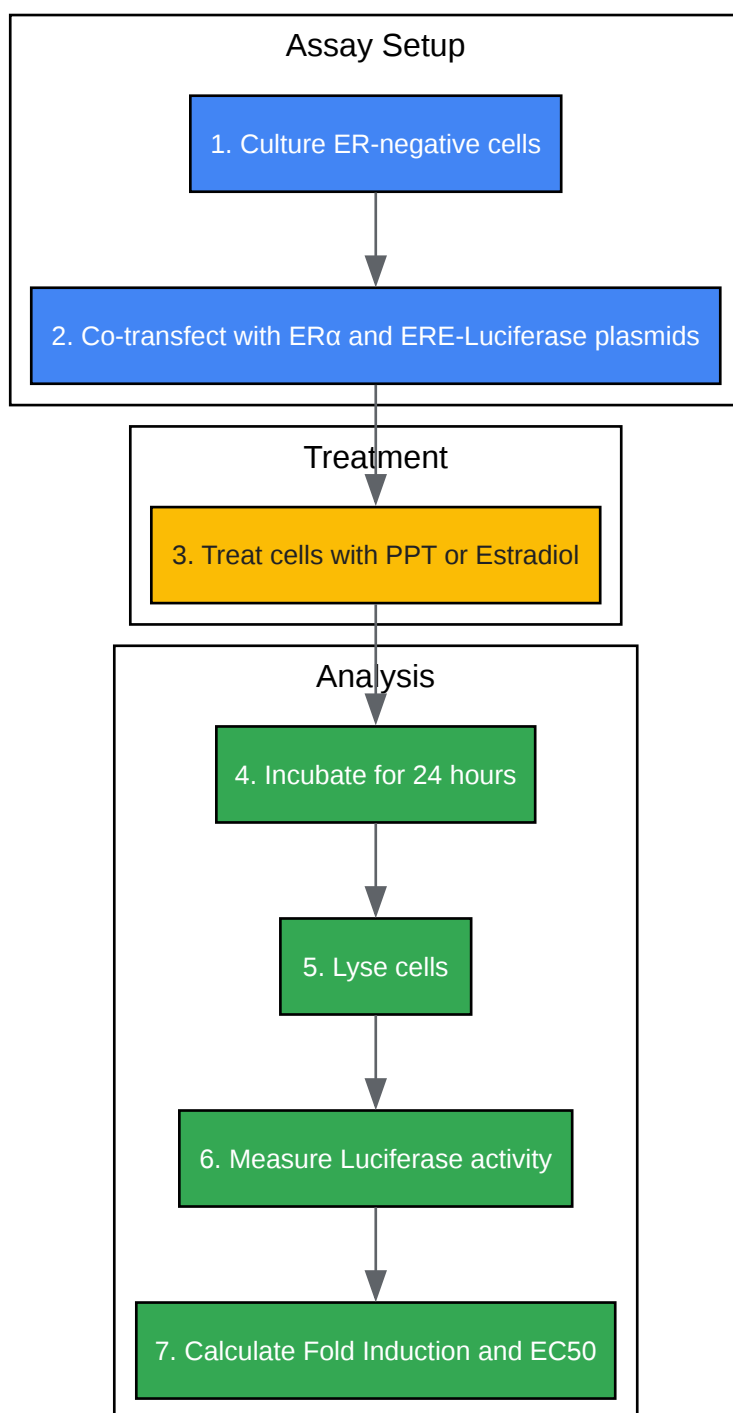 Assay Setup
1. Culture ER-negative cells
2. Co-transfect with ERα and ERE-Luciferase plasmids
Treatment
3. Treat cells with PPT or Estradiol
Analysis
4. Incubate for 24 hours
5. Lyse cells
6. Measure Luciferase activity
7. Calculate Fold Induction and EC50